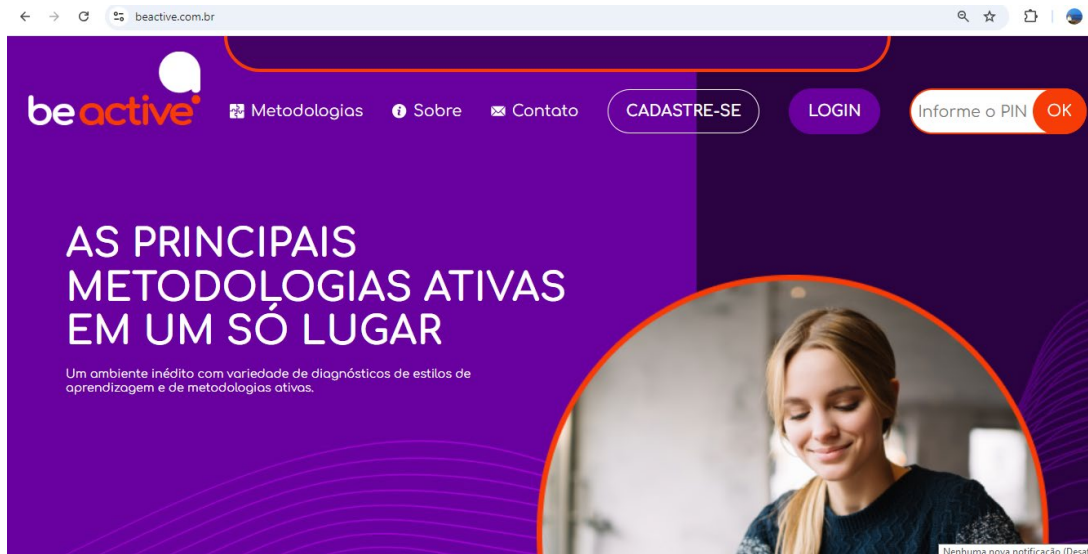 beactive.com.br
be active
Metodologias
Sobre
Contato
CADASTRE-SE
LOGIN
Informe o PIN
OK
AS PRINCIPAIS
METODOLOGIAS ATIVAS
EM UM SÓ LUGAR
Um ambiente inédito com variedade de diagnósticos de estilos de
aprendizagem e de metodologias ativas.
Nenhuma nova notificação